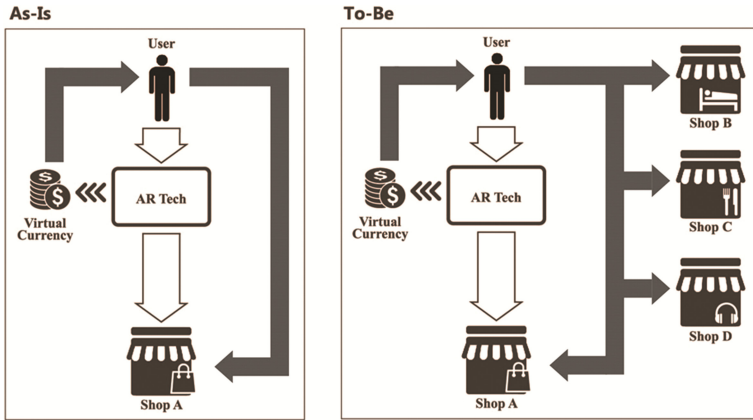 As-Is
User
AR Tech
$
$
Virtual
Currency
Shop A
To-Be
User
AR Tech
$
$
Virtual
Currency
Shop A
Shop B
Shop C
Shop D